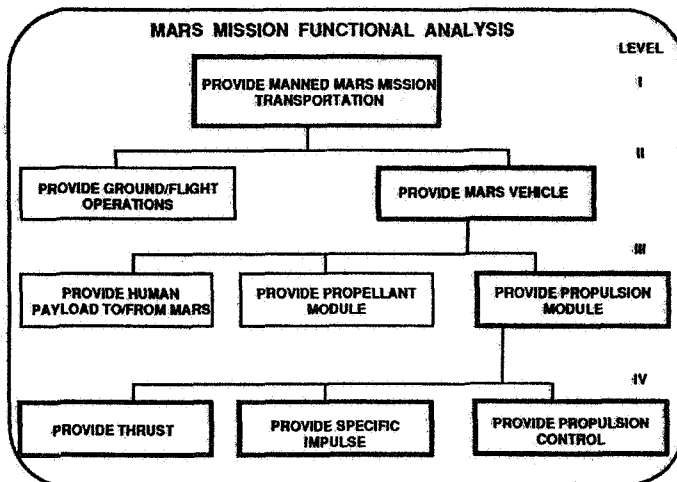 MARS MISSION FUNCTIONAL ANALYSIS
LEVEL
PROVIDE MANNED MARS MISSION
TRANSPORTATION
I
II
PROVIDE GROUND/FLIGHT
OPERATIONS
PROVIDE MARS VEHICLE
III
PROVIDE HUMAN
PAYLOAD TO/FROM MARS
PROVIDE PROPELLANT
MODULE
PROVIDE PROPULSION
MODULE
IV
PROVIDE THRUST
PROVIDE SPECIFIC
IMPULSE
PROVIDE PROPULSION
CONTROL